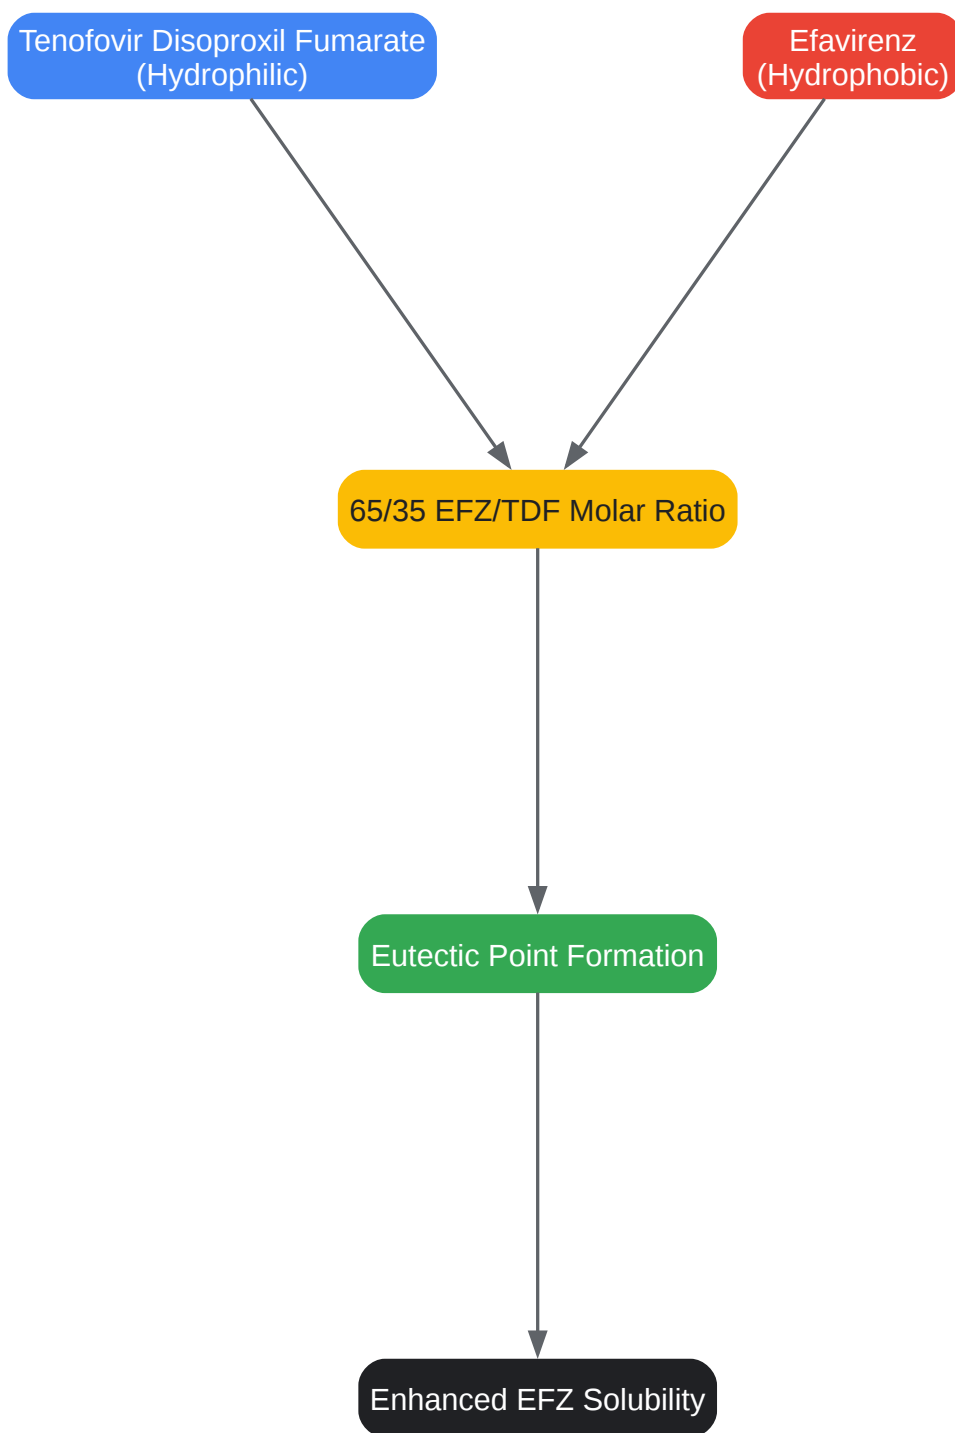 Tenofovir Disoproxil Fumarate
(Hydrophilic)
Efavirenz
(Hydrophobic)
65/35 EFZ/TDF Molar Ratio
Eutectic Point Formation
Enhanced EFZ Solubility